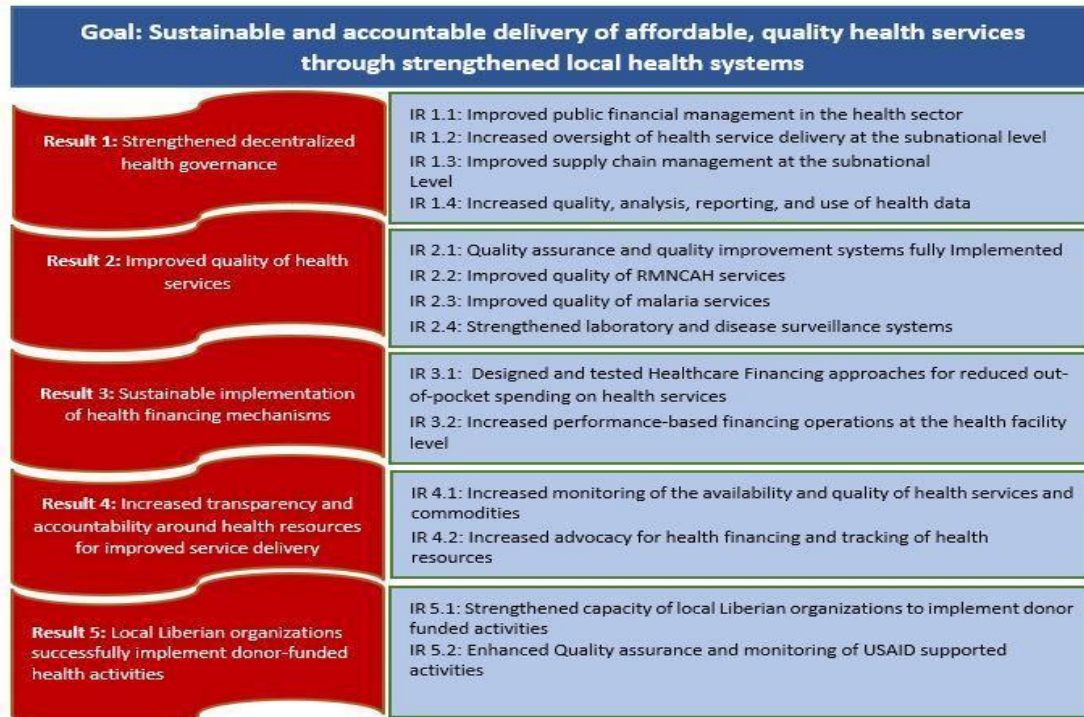 Goal: Sustainable and accountable delivery of affordable, quality health services
through strengthened local health systems
Result 1: Strengthened decentralized
health governance
IR 1.1: Improved public financial management in the health sector
IR 1.2: Increased oversight of health service delivery at the subnational level
IR 1.3: Improved supply chain management at the subnational
Level
IR 1.4: Increased quality, analysis, reporting, and use of health data
Result 2: Improved quality of health
services
IR 2.1: Quality assurance and quality improvement systems fully Implemented
IR 2.2: Improved quality of RMNCAH services
IR 2.3: Improved quality of malaria services
IR 2.4: Strengthened laboratory and disease surveillance systems
Result 3: Sustainable implementation
of health financing mechanisms
IR 3.1: Designed and tested Healthcare Financing approaches for reduced out-
of-pocket spending on health services
IR 3.2: Increased performance-based financing operations at the health facility
level
Result 4: Increased transparency and
accountability around health resources
for improved service delivery
IR 4.1: Increased monitoring of the availability and quality of health services and
commodities
IR 4.2: Increased advocacy for health financing and tracking of health
resources
Result 5: Local Liberian organizations
successfully implement donor-funded
health activities
IR 5.1: Strengthened capacity of local Liberian organizations to implement donor
funded activities
IR 5.2: Enhanced Quality assurance and monitoring of USAID supported
activities